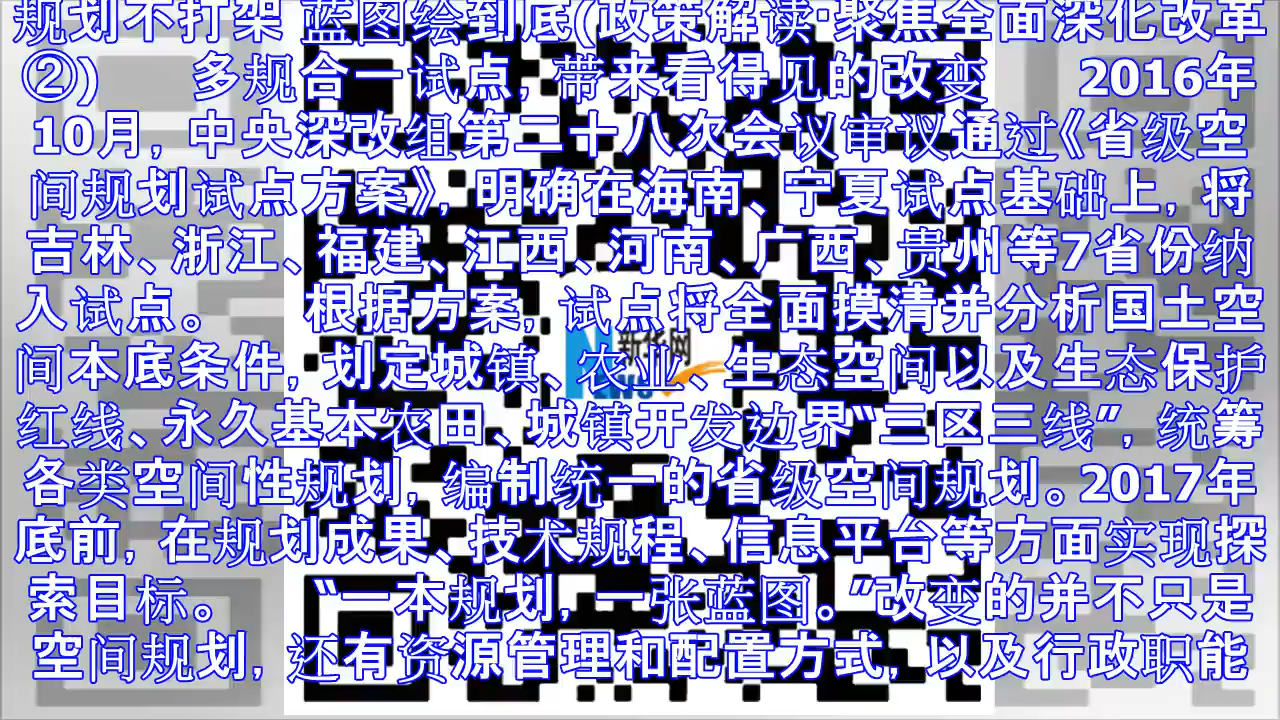 规划不打架 蓝图绘到底(政策解读·聚焦全面深化改革
②) 多规合一试点, 带来看得见的改变 2016年
10月, 中央深改组第二十八次会议审议通过《省级空
间规划试点方案》, 明确在海南、宁夏试点基础上, 将
吉林、浙江、福建、江西、河南、广西、贵州等7省份纳
入试点。 根据方案, 试点将全面摸清并分析国土空
间本底条件, 划定城镇、农业、生态空间以及生态保护
红线、永久基本农田、城镇开发边界“三区三线”, 统筹
各类空间性规划, 编制统一的省级空间规划。2017年
底前, 在规划成果、技术规程、信息平台等方面实现探
索目标。 “一本规划, 一张蓝图。”改变的并不只是
空间规划, 还有资源管理和配置方式, 以及行政职能
新华网